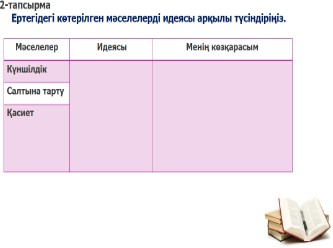 2-тапсырма
Ертегідегі көтерілген мәселелерді идеясы арқылы түсіндіріңіз.
Мәселелер Идеясы Менің көзқарасым
Күншілдік
Салтына тарту
Қасиет